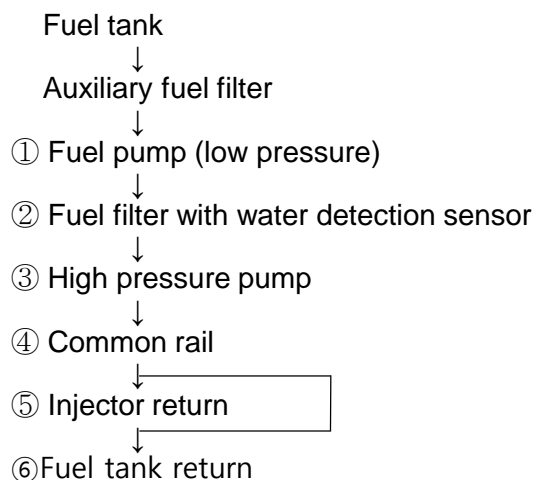 Fuel tank
↓
Auxiliary fuel filter
↓
① Fuel pump (low pressure)
↓
② Fuel filter with water detection sensor
↓
③ High pressure pump
↓
④ Common rail
↓
⑤ Injector return
↓
⑥Fuel tank return